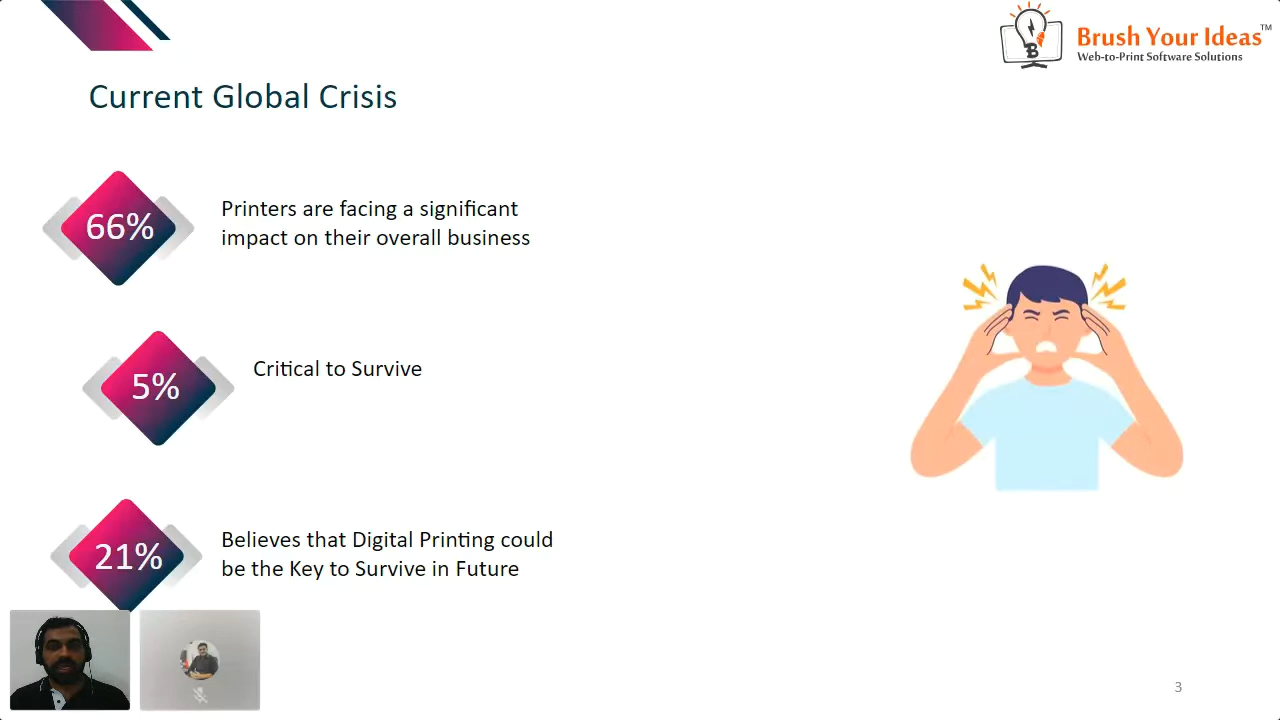 Brush Your Ideas™
Web-to-Print Software Solutions
Current Global Crisis
66%
Printers are facing a significant
impact on their overall business
5%
Critical to Survive
21%
Believes that Digital Printing could
be the Key to Survive in Future
B
3